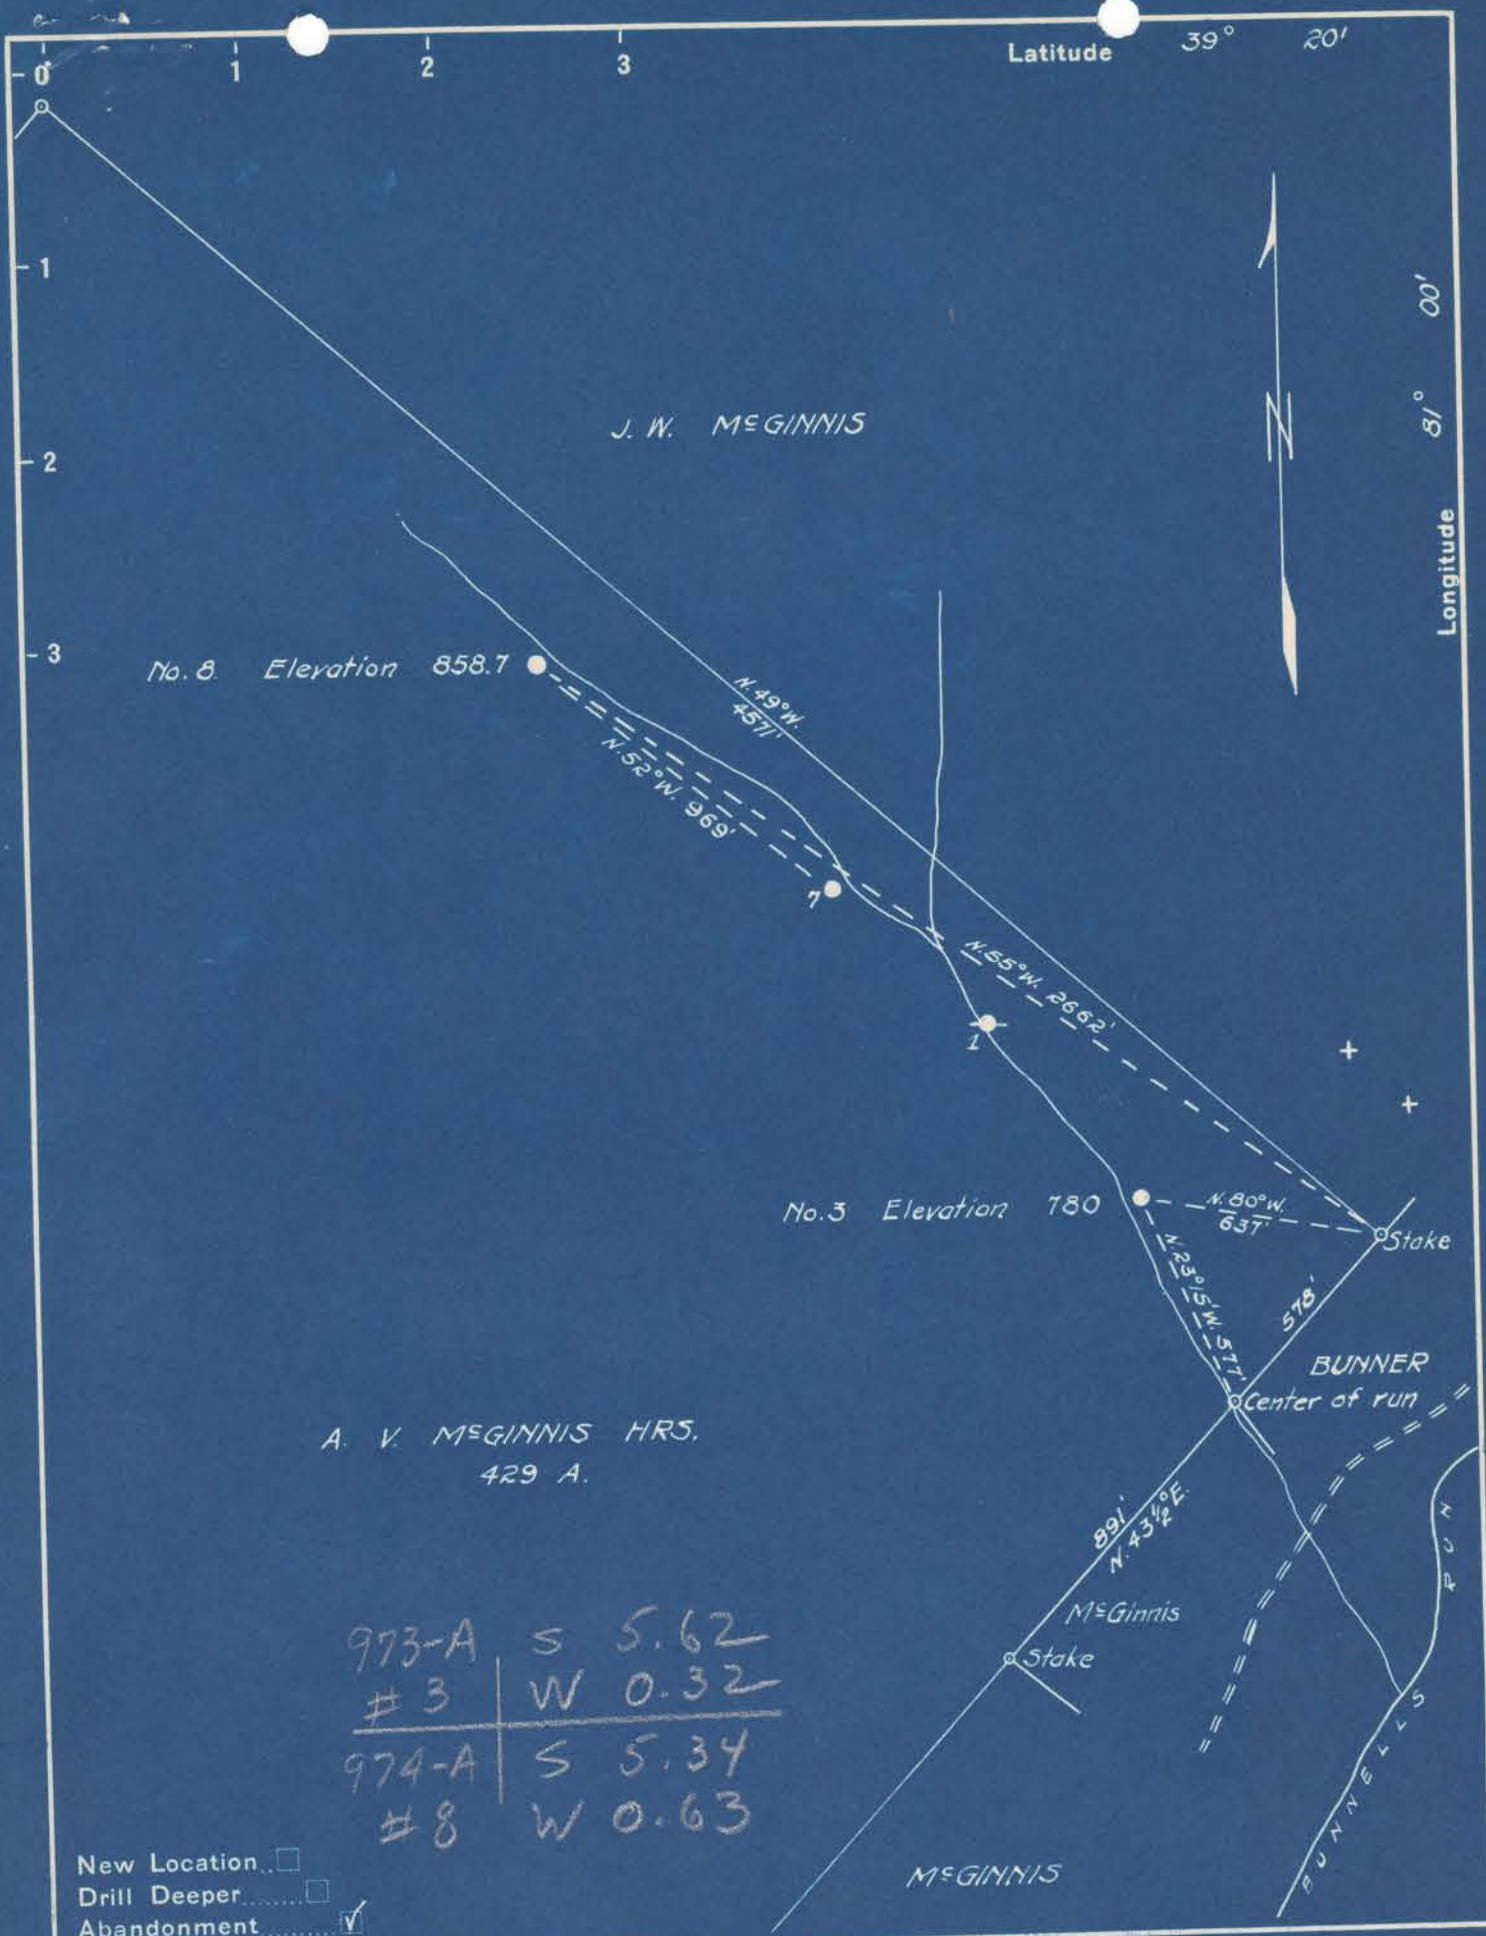 Latitude 39° 20'
0 1 2 3
1
2
3
Longitude 81° 00'
N
J. W. McGINNIS
No. 8. Elevation 858.7
N. 49° W.
4571'
N. 52° W. 969'
7
N. 55° W. 2662'
1
No. 3 Elevation 780
N. 80° W.
637'
Stake
N. 23° 15' W. 577'
578'
BUNNER
Center of run
A. V. McGINNIS HRS.
429 A.
891'
N. 43½° E.
McGinnis
Stake
BUNNELLS RUN
973-A S 5.62
#3 W 0.32
974-A S 5.34
#8 W 0.63
McGINNIS
New Location
Drill Deeper
Abandonment